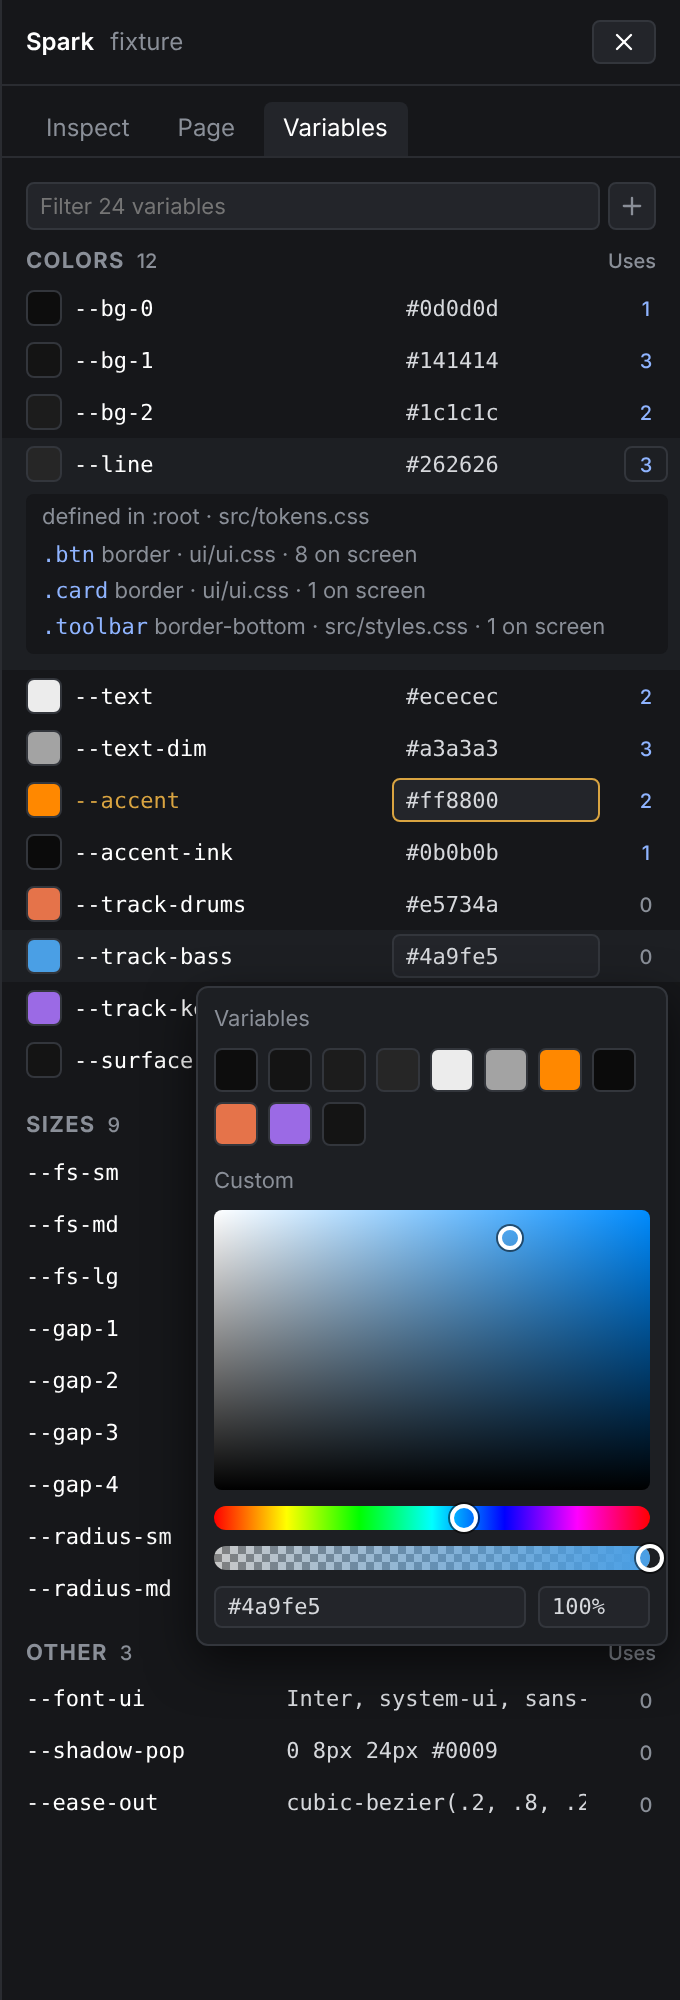 Spark fixture
Inspect Page Variables
Filter 24 variables
COLORS 12 Uses
--bg-0 #0d0d0d 1
--bg-1 #141414 3
--bg-2 #1c1c1c 2
--line #262626 3
defined in :root · src/tokens.css
.btn border · ui/ui.css · 8 on screen
.card border · ui/ui.css · 1 on screen
.toolbar border-bottom · src/styles.css · 1 on screen
--text #ececec 2
--text-dim #a3a3a3 3
--accent #ff8800 2
--accent-ink #0b0b0b 1
--track-drums #e5734a 0
--track-bass #4a9fe5 0
--track-k
--surface
Variables
Custom
#4a9fe5 100%
SIZES 9
--fs-sm
--fs-md
--fs-lg
--gap-1
--gap-2
--gap-3
--gap-4
--radius-sm
--radius-md
OTHER 3 Uses
--font-ui Inter, system-ui, sans- 0
--shadow-pop 0 8px 24px #0009 0
--ease-out cubic-bezier(.2, .8, .2 0